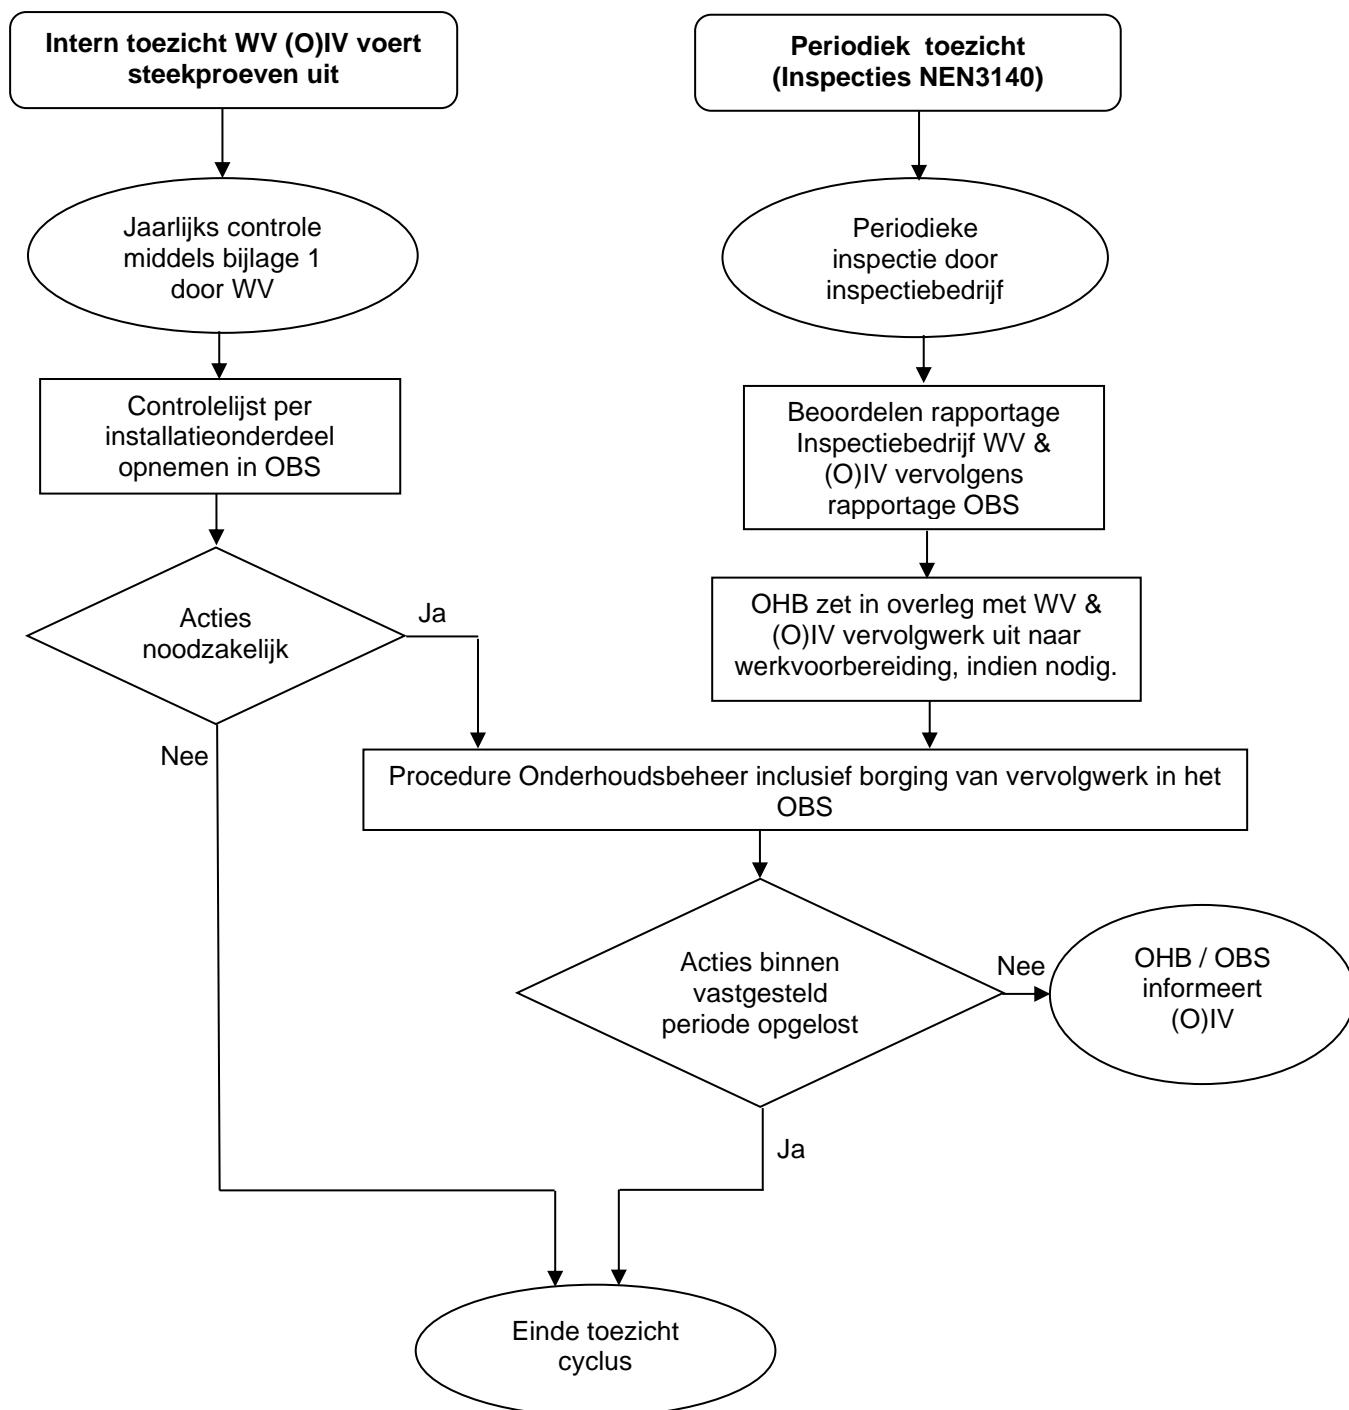 Intern toezicht WV (O)IV voert
steekproeven uit
Periodiek toezicht
(Inspecties NEN3140)
Jaarlijks controle
middels bijlage 1
door WV
Periodieke
inspectie door
inspectiebedrijf
Controlelijst per
installatieonderdeel
opnemen in OBS
Beoordelen rapportage
Inspectiebedrijf WV &
(O)IV vervolgens
rapportage OBS
Acties
noodzakelijk
Ja
OHB zet in overleg met WV &
(O)IV vervolgwerk uit naar
werkvoorbereiding, indien nodig.
Nee
Procedure Onderhoudsbeheer inclusief borging van vervolgwerk in het
OBS
Acties binnen
vastgesteld
periode opgelost
Nee
OHB / OBS
informeert
(O)IV
Ja
Einde toezicht
cyclus